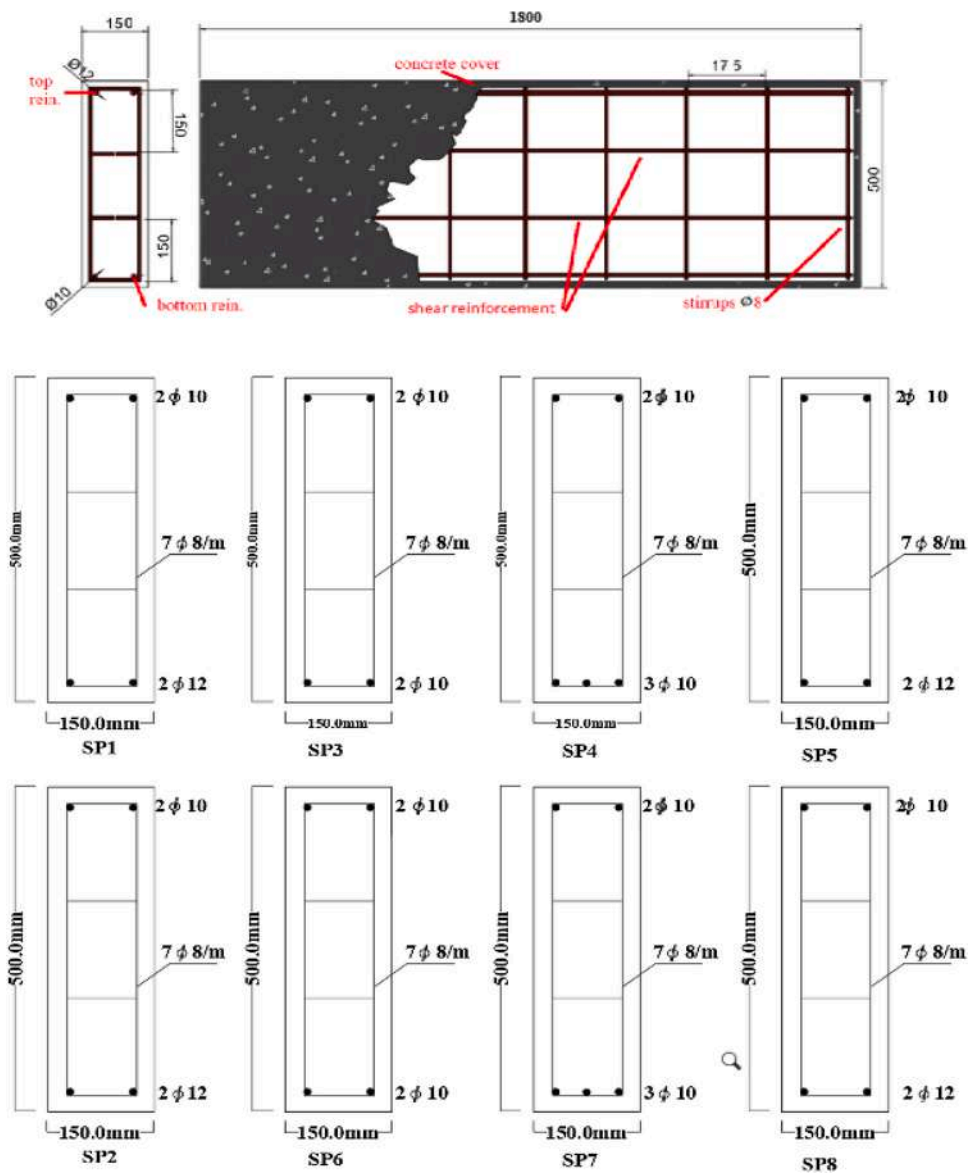 150
1800
concrete cover
17 5
Ø12
top
rein.
150
500
150
Ø10
bottom rein.
shear reinforcement
stirrups Ø8
2 ϕ 10
2 ϕ 10
2ϕ 10
2ϕ 10
500.0mm
500.0mm
500.0mm
500.0mm
7 ϕ 8/m
7 ϕ 8/m
7 ϕ 8/m
7 ϕ 8/m
2 ϕ 12
2 ϕ 10
3 ϕ 10
2 ϕ 12
150.0mm
150.0mm
150.0mm
150.0mm
SP1
SP3
SP4
SP5
2 ϕ 10
2 ϕ 10
2ϕ 10
2ϕ 10
500.0mm
500.0mm
500.0mm
500.0mm
7 ϕ 8/m
7 ϕ 8/m
7 ϕ 8/m
7 ϕ 8/m
2 ϕ 12
2 ϕ 10
3 ϕ 10
2 ϕ 12
150.0mm
150.0mm
150.0mm
150.0mm
SP2
SP6
SP7
SP8